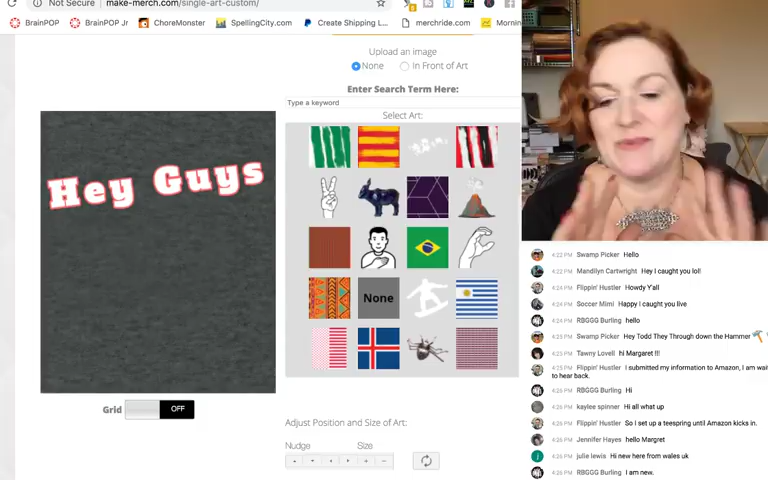 Not Secure | make-merch.com/single-art-custom/
BrainPOP
BrainPOP Jr
ChoreMonster
SpellingCity.com
Create Shipping L...
merchride.com
Mornin
Upload an image
None
In Front of Art
Enter Search Term Here:
Type a keyword
Select Art:
Hey Guys
None
Grid
OFF
Adjust Position and Size of Art:
Nudge
Size
4:22 PM Swamp Picker Hello
4:22 PM Mandilyn Cartwright Hey I caught you lol!
4:24 PM Flippin' Hustler Howdy Y'all
4:24 PM Soccer Mimi Happy I caught you live
4:24 PM RBGGG Burling hello
4:25 PM Swamp Picker Hey Todd They Through down the Hammer
4:25 PM Tawny Lovell hi Margaret !!!
4:25 PM Flippin' Hustler I submitted my information to Amazon, I am wai
to hear back.
4:26 PM RBGGG Burling Hi
4:26 PM kaylee spinner Hi all what up
4:26 PM Flippin' Hustler So I set up a teespring until Amazon kicks in.
4:26 PM Jennifer Hayes hello Margret
4:26 PM julie lewis Hi new here from wales uk
4:26 PM RBGGG Burling I am new.